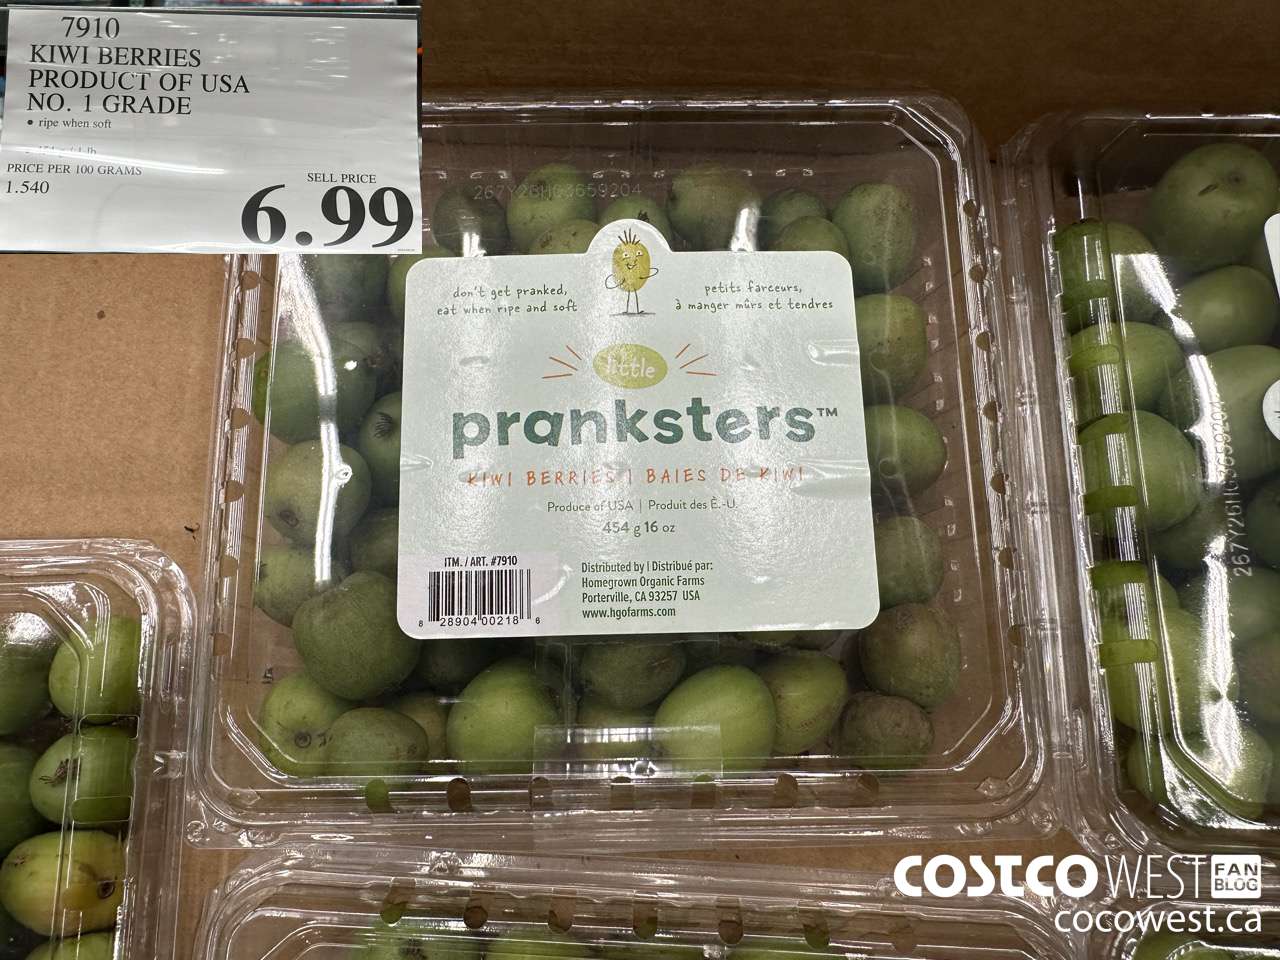 7910
KIWI BERRIES
PRODUCT OF USA
NO. 1 GRADE
• ripe when soft
PRICE PER 100 GRAMS
1.540
SELL PRICE
6.99
267Y26HG3659204
don't get pranked,
eat when ripe and soft
petits farceurs,
à manger mûrs et tendres
little
pranksters™
KIWI BERRIES | BAIES DE KIWI
Produce of USA | Produit des É.-U.
454 g 16 oz
ITM. / ART. #7910
8 28904 00218 6
Distributed by | Distribué par:
Homegrown Organic Farms
Porterville, CA 93257 USA
www.hgofarms.com
COSTCO WEST FAN BLOG
cocowest.ca